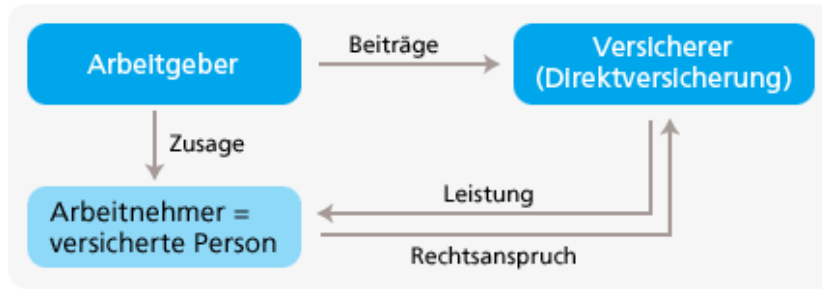 Arbeitgeber
Beiträge
Versicherer
(Direktversicherung)
Zusage
Arbeitnehmer =
versicherte Person
Leistung
Rechtsanspruch